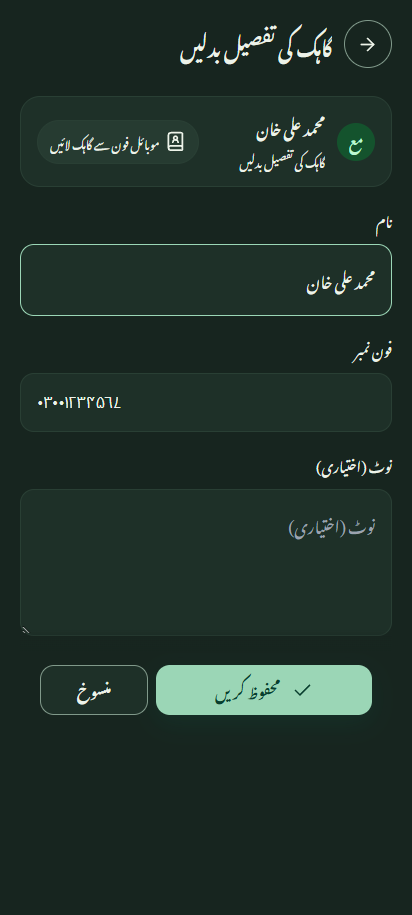 گاہک کی تفصیل بدلیں
مع
محمد علی خان
گاہک کی تفصیل بدلیں
موبائل فون سے گاہک لائیں
نام
محمد علی خان
فون نمبر
۰۳۰۰۱۲۳۴۵۶۷
نوٹ (اختیاری)
نوٹ (اختیاری)
محفوظ کریں
منسوخ